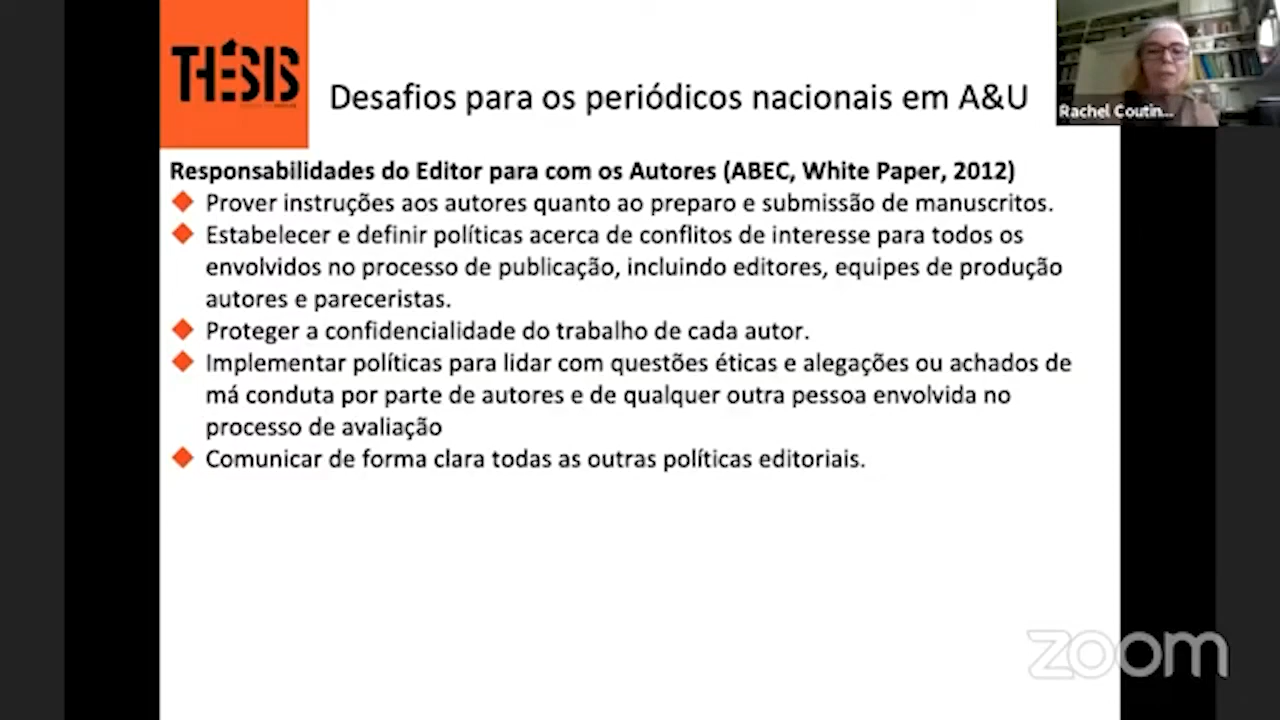 THÉSIS
Desafios para os periódicos nacionais em A&U
Rachel Coutin...
Responsabilidades do Editor para com os Autores (ABEC, White Paper, 2012)
Prover instruções aos autores quanto ao preparo e submissão de manuscritos.
Estabelecer e definir políticas acerca de conflitos de interesse para todos os
envolvidos no processo de publicação, incluindo editores, equipes de produção
autores e pareceristas.
Proteger a confidencialidade do trabalho de cada autor.
Implementar políticas para lidar com questões éticas e alegações ou achados de
má conduta por parte de autores e de qualquer outra pessoa envolvida no
processo de avaliação
Comunicar de forma clara todas as outras políticas editoriais.
zoom